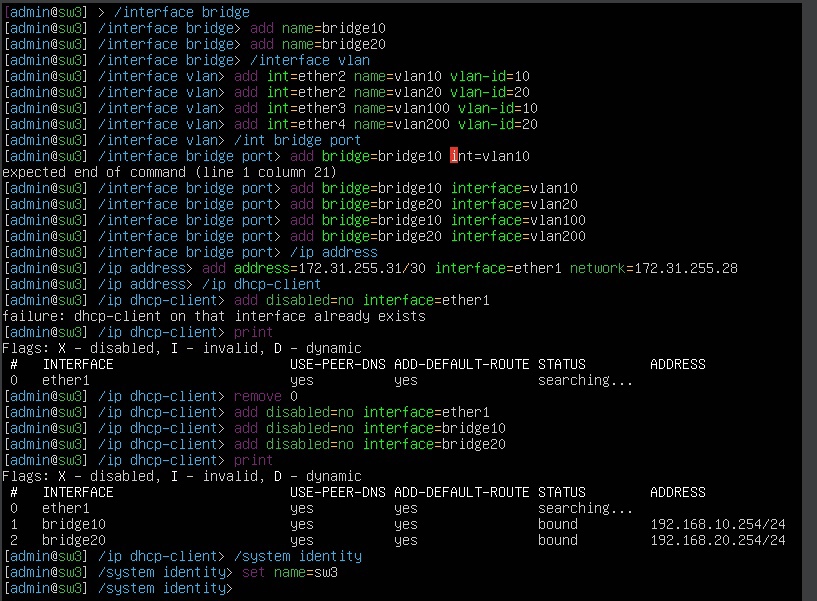 [admin@sw3] > /interface bridge
[admin@sw3] /interface bridge> add name=bridge10
[admin@sw3] /interface bridge> add name=bridge20
[admin@sw3] /interface bridge> /interface vlan
[admin@sw3] /interface vlan> add int=ether2 name=vlan10 vlan-id=10
[admin@sw3] /interface vlan> add int=ether2 name=vlan20 vlan-id=20
[admin@sw3] /interface vlan> add int=ether3 name=vlan100 vlan-id=10
[admin@sw3] /interface vlan> add int=ether4 name=vlan200 vlan-id=20
[admin@sw3] /interface vlan> /int bridge port
[admin@sw3] /interface bridge port> add bridge=bridge10 int=vlan10
expected end of command (line 1 column 21)
[admin@sw3] /interface bridge port> add bridge=bridge10 interface=vlan10
[admin@sw3] /interface bridge port> add bridge=bridge20 interface=vlan20
[admin@sw3] /interface bridge port> add bridge=bridge10 interface=vlan100
[admin@sw3] /interface bridge port> add bridge=bridge20 interface=vlan200
[admin@sw3] /interface bridge port> /ip address
[admin@sw3] /ip address> add address=172.31.255.31/30 interface=ether1 network=172.31.255.28
[admin@sw3] /ip address> /ip dhcp-client
[admin@sw3] /ip dhcp-client> add disabled=no interface=ether1
failure: dhcp-client on that interface already exists
[admin@sw3] /ip dhcp-client> print
Flags: X - disabled, I - invalid, D - dynamic
# INTERFACE USE-PEER-DNS ADD-DEFAULT-ROUTE STATUS ADDRESS
0 ether1 yes yes searching...
[admin@sw3] /ip dhcp-client> remove 0
[admin@sw3] /ip dhcp-client> add disabled=no interface=ether1
[admin@sw3] /ip dhcp-client> add disabled=no interface=bridge10
[admin@sw3] /ip dhcp-client> add disabled=no interface=bridge20
[admin@sw3] /ip dhcp-client> print
Flags: X - disabled, I - invalid, D - dynamic
# INTERFACE USE-PEER-DNS ADD-DEFAULT-ROUTE STATUS ADDRESS
0 ether1 yes yes searching...
1 bridge10 yes yes bound 192.168.10.254/24
2 bridge20 yes yes bound 192.168.20.254/24
[admin@sw3] /ip dhcp-client> /system identity
[admin@sw3] /system identity> set name=sw3
[admin@sw3] /system identity>